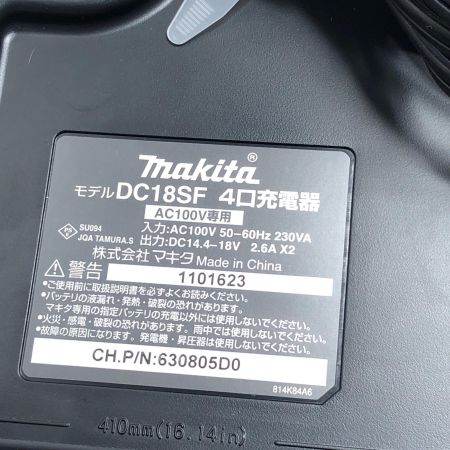 makita®
モデル DC18SF 4口充電器
AC100V専用
PS E SU094 入力:AC100V 50-60Hz 230VA
JQA TAMURA.S 出力:DC14.4-18V 2.6A X2
株式会社 マキタ Made in China
⚠警告 1101623
•ご使用前に取扱説明書を必ずよくお読みください。
•バッテリの液漏れ・発熱・破裂の恐れがあります。
マキタ専用の指定バッテリの充電以外には使用しないでください。
•火災・感電・破裂の恐れがあります。雨中では使用しないでください。
•故障の原因になります。発電機・昇圧器は使用しないでください。
CH.P/N:630805D0
814K84A6
410mm(16.14in)